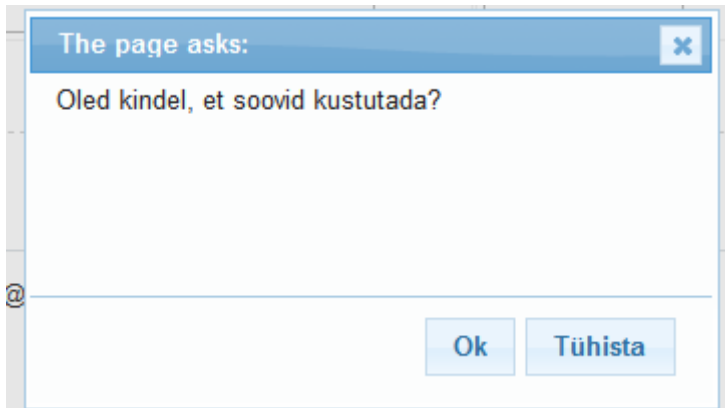 The page asks:
Oled kindel, et soovid kustutada?
@
Ok
Tühista